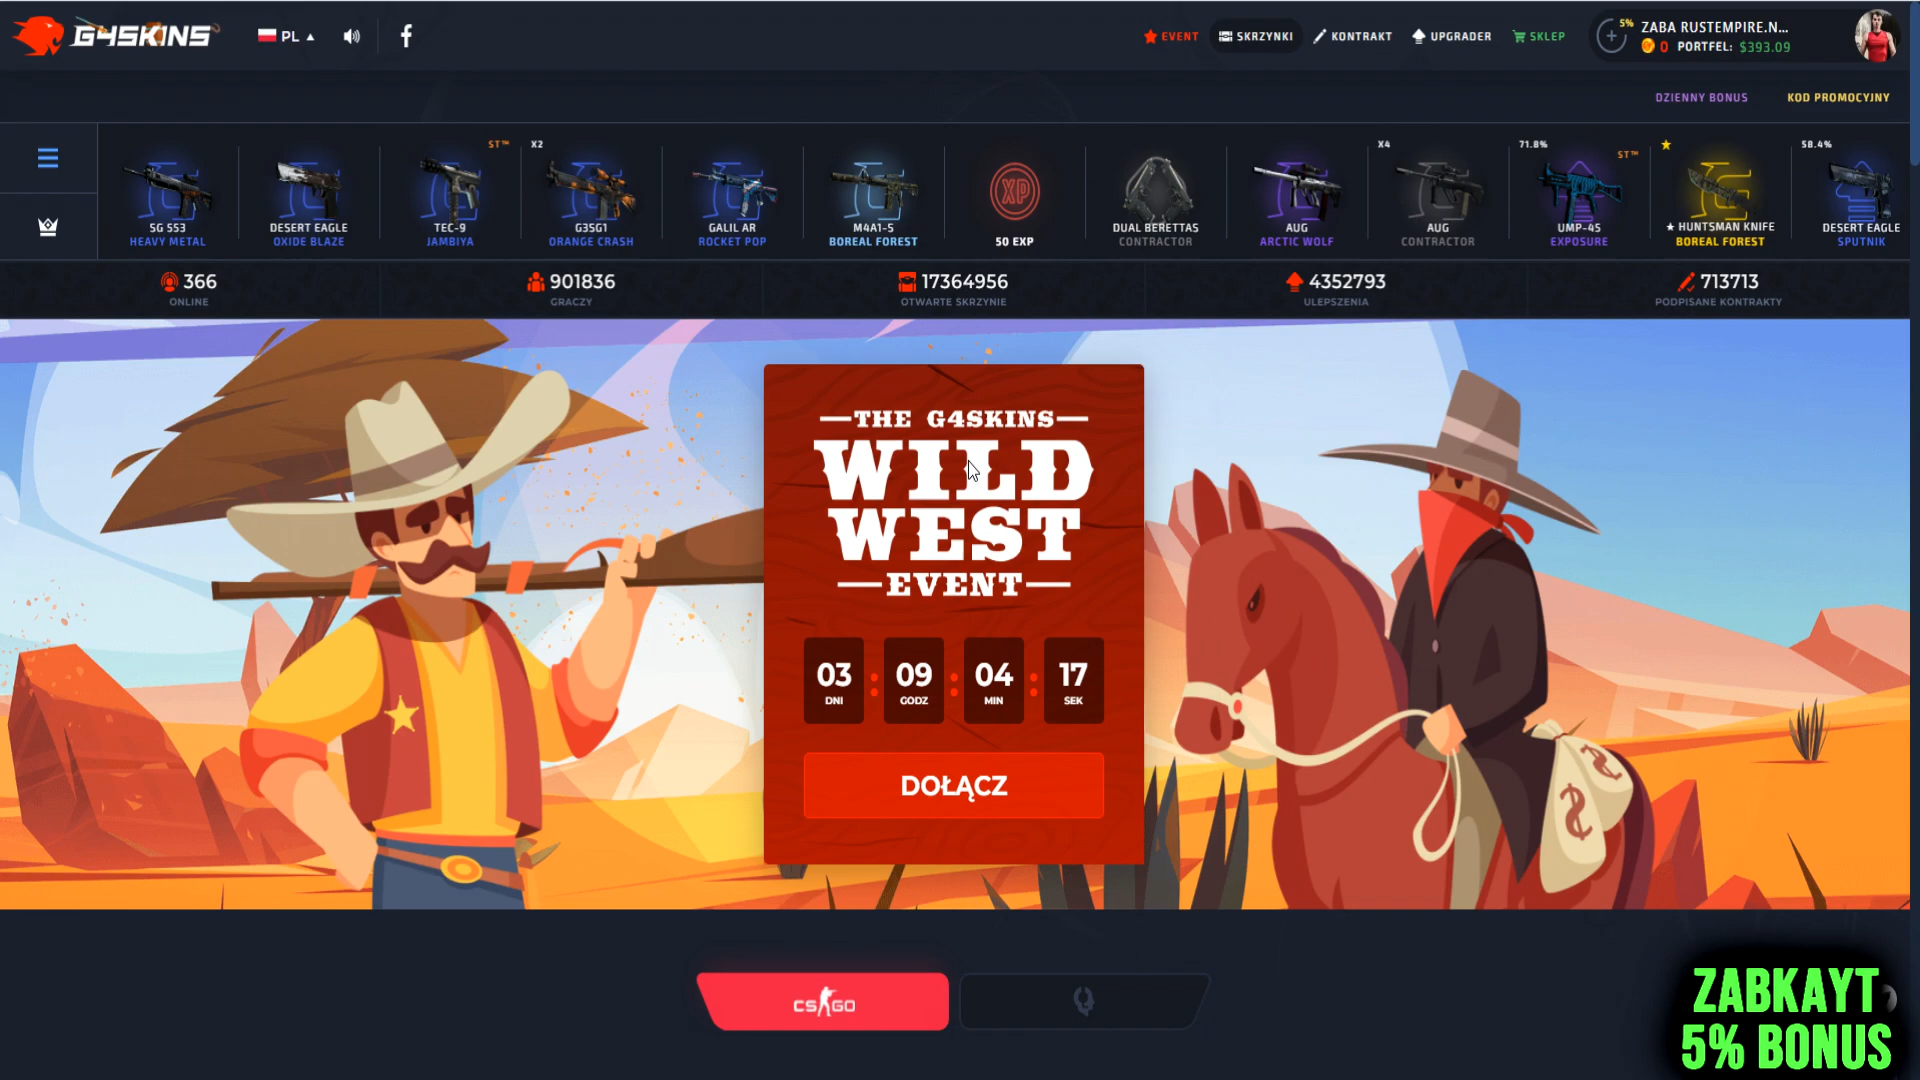 G4SKINS
PL
EVENT
SKRZYNKI
KONTRAKT
UPGRADER
SKLEP
5%
ZABA RUSTEMPIRE.N...
0 PORTFEL: $393.09
DZIENNY BONUS
KOD PROMOCYJNY
SG 553
HEAVY METAL
DESERT EAGLE
OXIDE BLAZE
ST™
TEC-9
JAMBIYA
X2
G3SG1
ORANGE CRASH
GALIL AR
ROCKET POP
M4A1-S
BOREAL FOREST
XP
50 EXP
DUAL BERETTAS
CONTRACTOR
AUG
ARCTIC WOLF
X4
AUG
CONTRACTOR
71.8%
ST™
UMP-45
EXPOSURE
★ HUNTSMAN KNIFE
BOREAL FOREST
58.4%
DESERT EAGLE
SPUTNIK
366
ONLINE
901836
GRACZY
17364956
OTWARTE SKRZYNIE
4352793
ULEPSZENIA
713713
PODPISANE KONTRAKTY
THE G4SKINS
WILD
WEST
EVENT
03 : 09 : 04 : 17
DNI GODZ MIN SEK
DOŁĄCZ
$
$
CS GO
ZABKAYT
5% BONUS